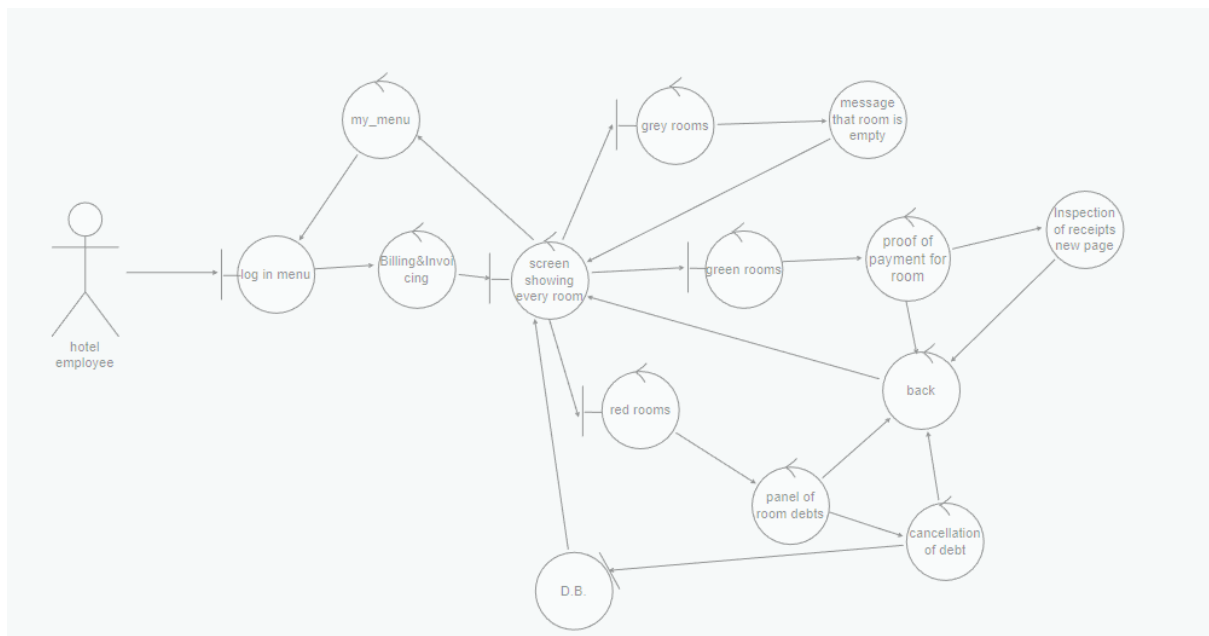 my_menu
grey rooms
message
that room is
empty
hotel
employee
log in menu
Billing&Invoi
cing
screen
showing
every room
green rooms
proof of
payment for
room
Inspection
of receipts
new page
back
red rooms
panel of
room debts
cancellation
of debt
D.B.